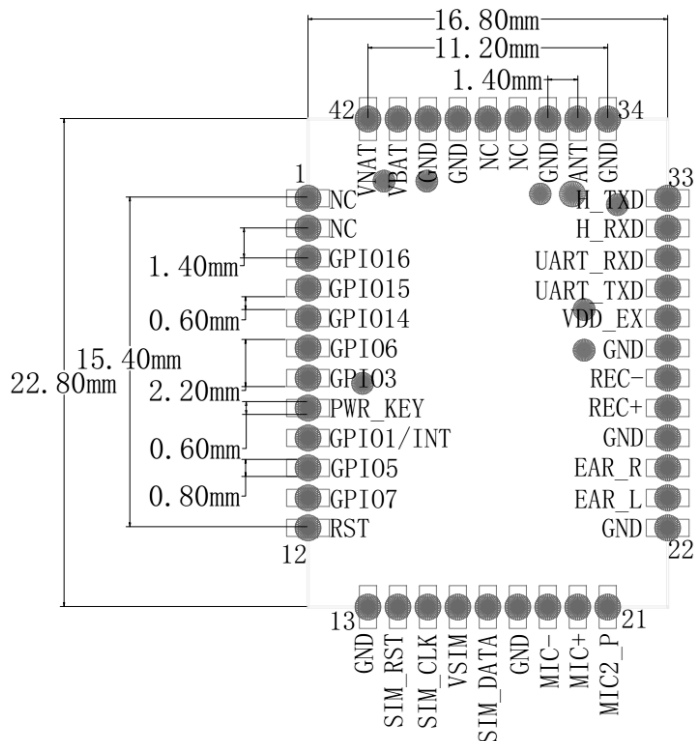 16.80mm
11.20mm
1.40mm
42
34
VNAT
VBAT
GND
GND
NC
NC
GND
ANT
GND
1
33
NC
H_TXD
NC
H_RXD
1.40mm
GPIO16
UART_RXD
GPIO15
UART_TXD
0.60mm
GPIO14
VDD_EX
15.40mm
GPIO6
GND
22.80mm
2.20mm
GPIO3
REC-
PWR_KEY
REC+
0.60mm
GPIO1/INT
GND
GPIO5
EAR_R
0.80mm
GPIO7
EAR_L
RST
GND
12
22
13
21
GND
SIM_RST
SIM_CLK
VSIM
SIM_DATA
GND
MIC-
MIC+
MIC2_P